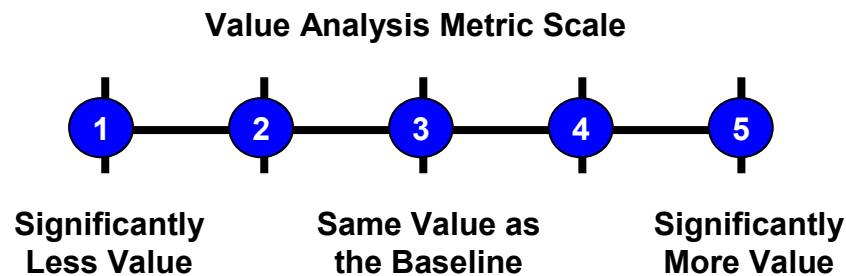 Value Analysis Metric Scale
1 2 3 4 5
Significantly Same Value as Significantly
Less Value the Baseline More Value